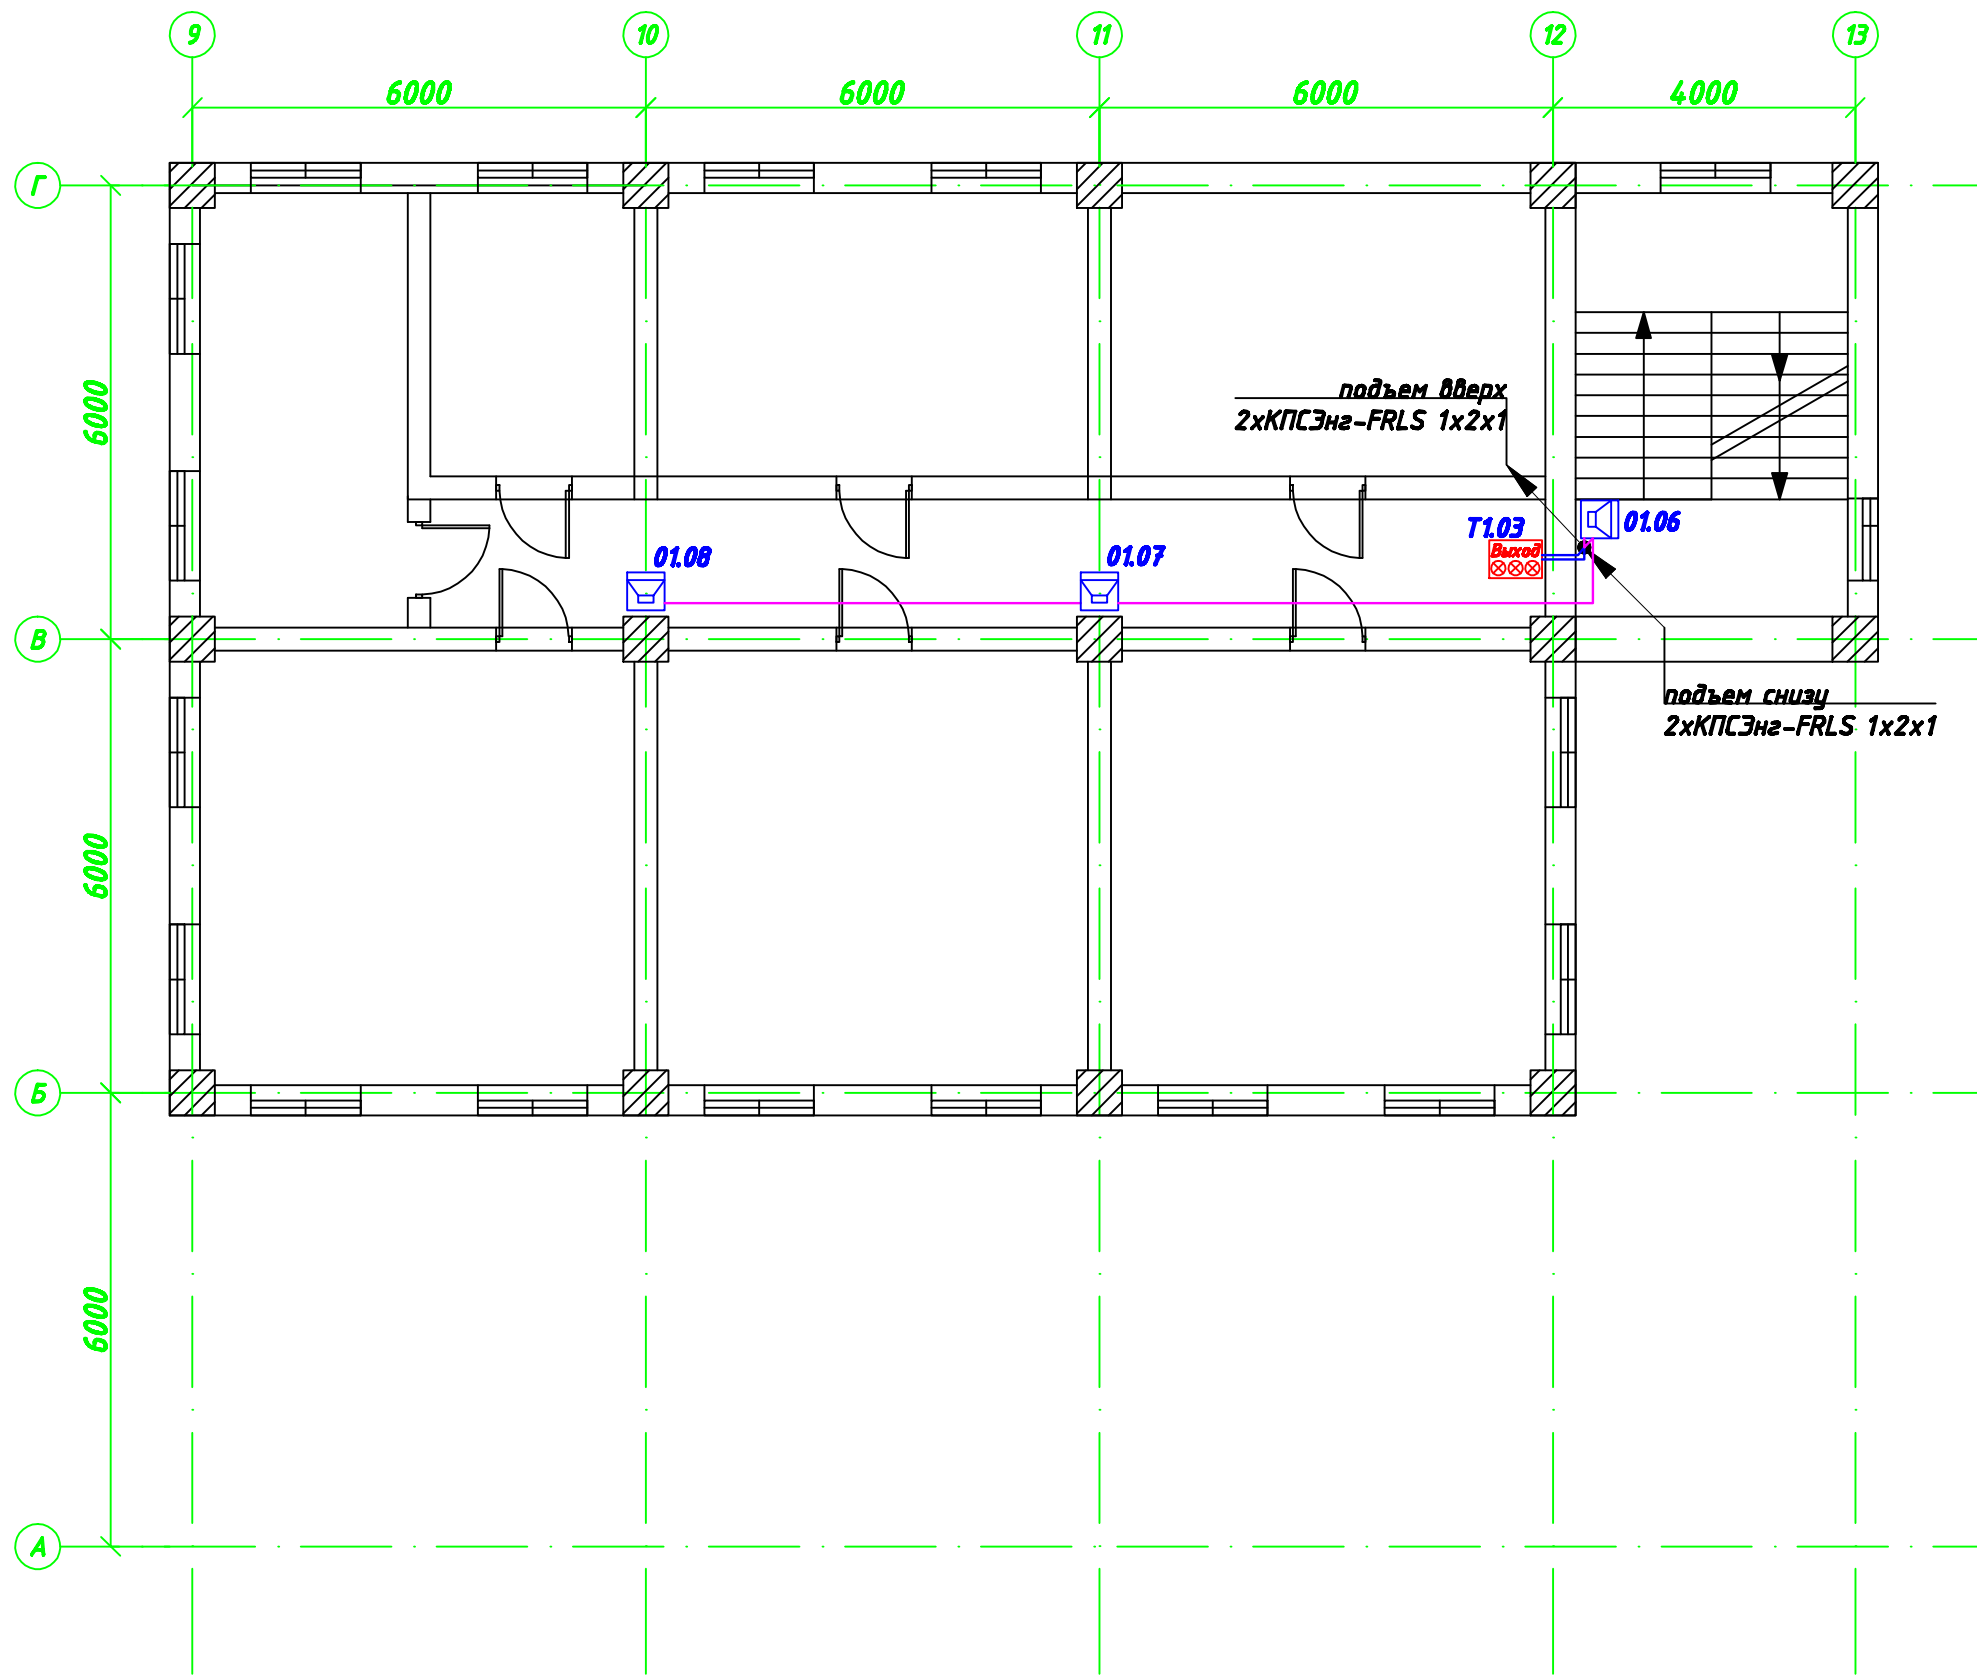 9
10
11
12
13
6000
6000
6000
4000
Г
6000
подъем вверх
2хКПСЭнг-FRLS 1х2х1
Т1.03
01.06
Выход
01.08
01.07
В
подъем снизу
2хКПСЭнг-FRLS 1х2х1
6000
Б
6000
А